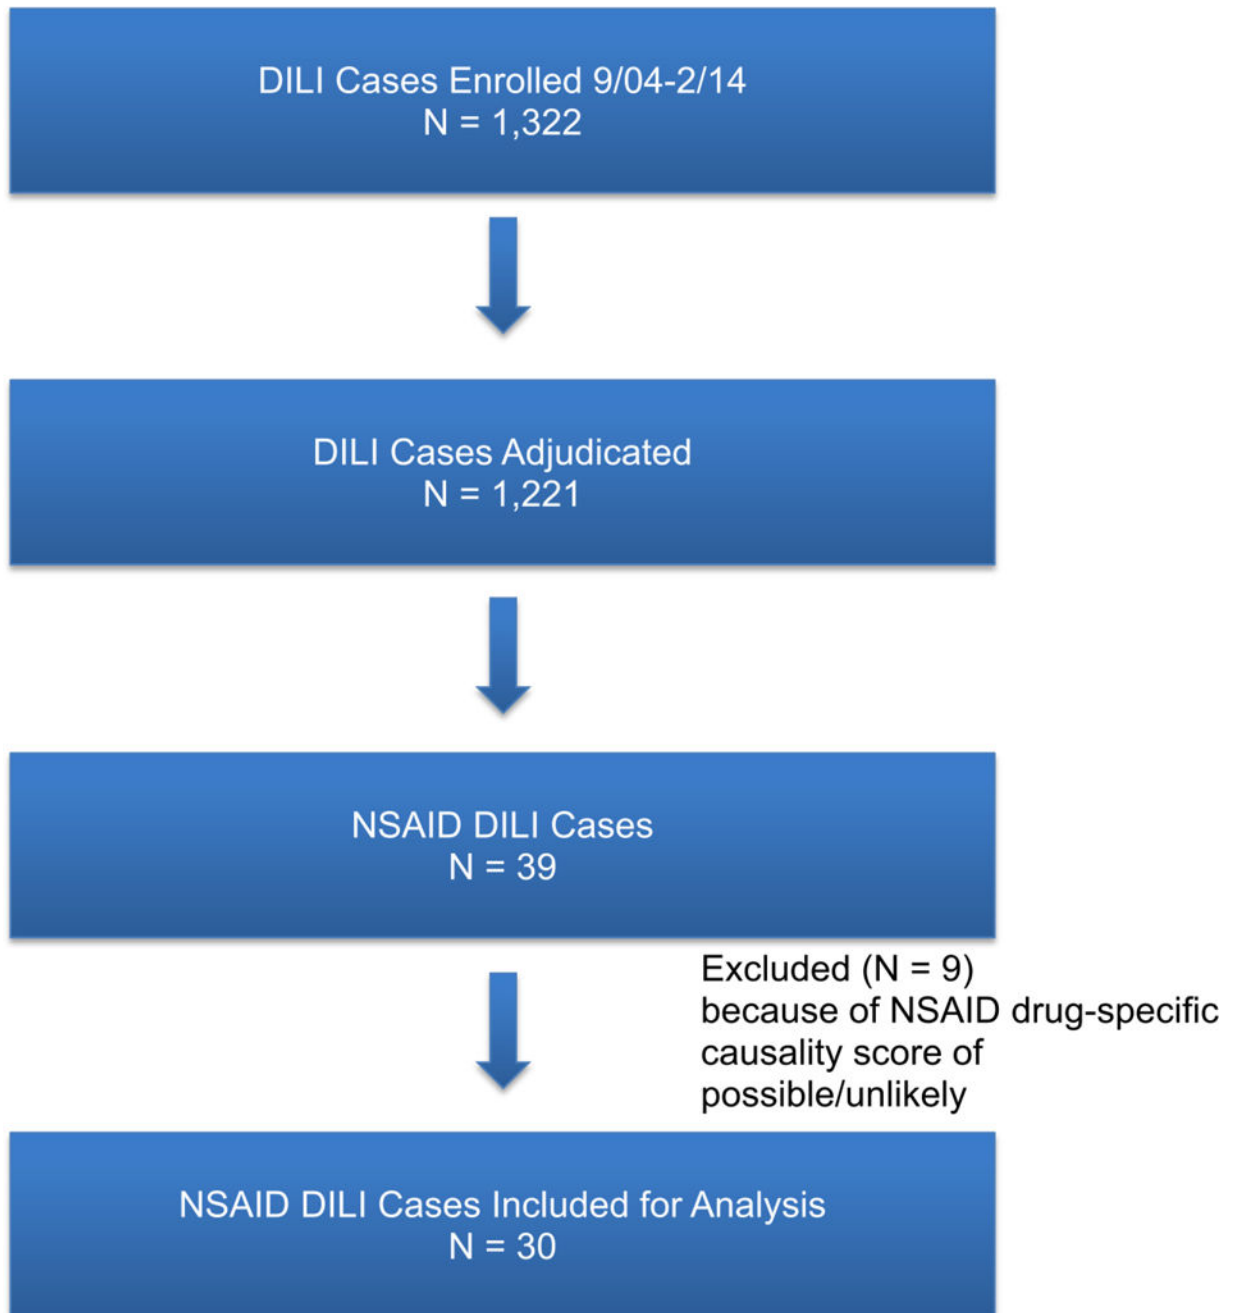 DILI Cases Enrolled 9/04-2/14
N = 1,322
DILI Cases Adjudicated
N = 1,221
NSAID DILI Cases
N = 39
Excluded (N = 9)
because of NSAID drug-specific
causality score of
possible/unlikely
NSAID DILI Cases Included for Analysis
N = 30